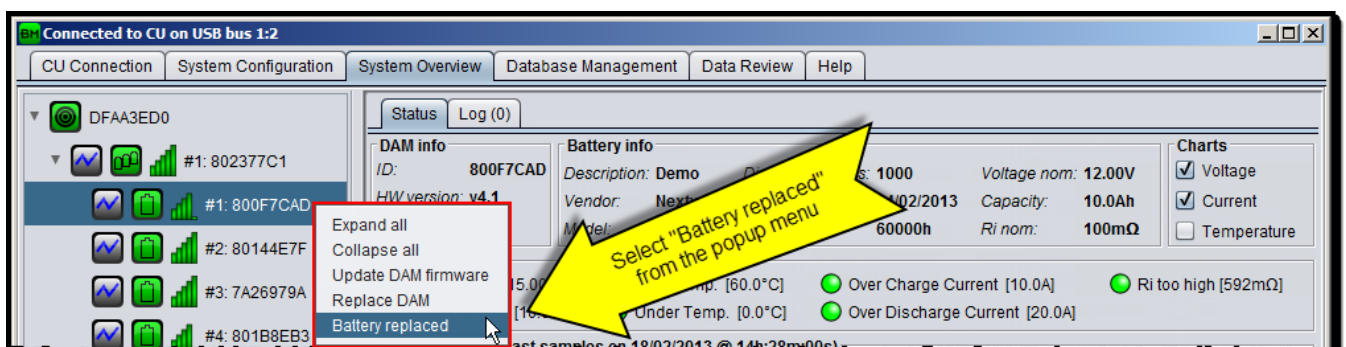 BM Connected to CU on USB bus 1:2
CU Connection System Configuration System Overview Database Management Data Review Help
DFAA3ED0
#1: 802377C1
#1: 800F7CAD
#2: 80144E7F
#3: 7A26979A
#4: 801B8EB3
Expand all
Collapse all
Update DAM firmware
Replace DAM
Battery replaced
Status Log (0)
DAM info
ID: 800F7CAD
HW version: v4.1
Battery info
Description: Demo 1000 Voltage nom: 12.00V
Vendor: /02/2013 Capacity: 10.0Ah
Model: 60000h Ri nom: 100mΩ
Charts
Voltage
Current
Temperature
Select "Battery replaced"
from the popup menu
[60.0°C] Over Charge Current [10.0A] Ri too high [592mΩ]
Under Temp. [0.0°C] Over Discharge Current [20.0A]
samples on 18/02/2013 @ 14h:28m:00s)